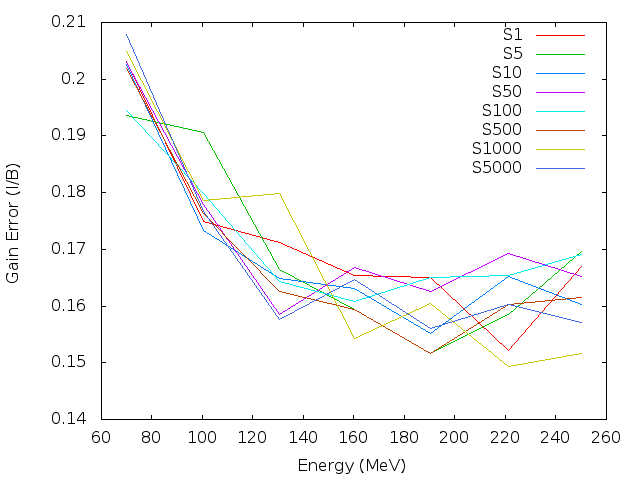 0.21
0.2
0.19
0.18
0.17
0.16
0.15
0.14
Gain Error (I/B)
S1
S5
S10
S50
S100
S500
S1000
S5000
60 80 100 120 140 160 180 200 220 240 260
Energy (MeV)